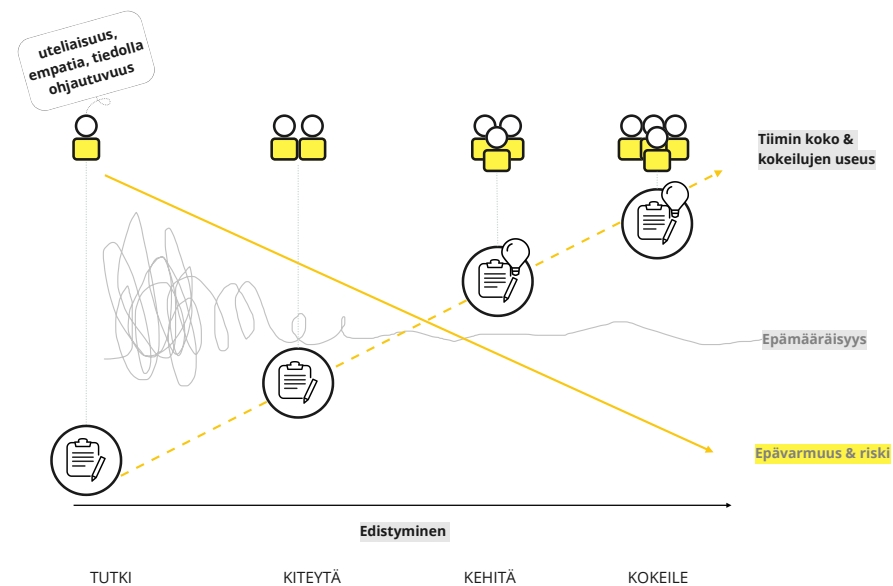 uteliaisuus,
empatia, tiedolla
ohjautuvuus
Tiimin koko &
kokeilujen useus
Epämääräisyys
Epävarmuus & riski
Edistyminen
TUTKI
KITEYTÄ
KEHITÄ
KOKEILE